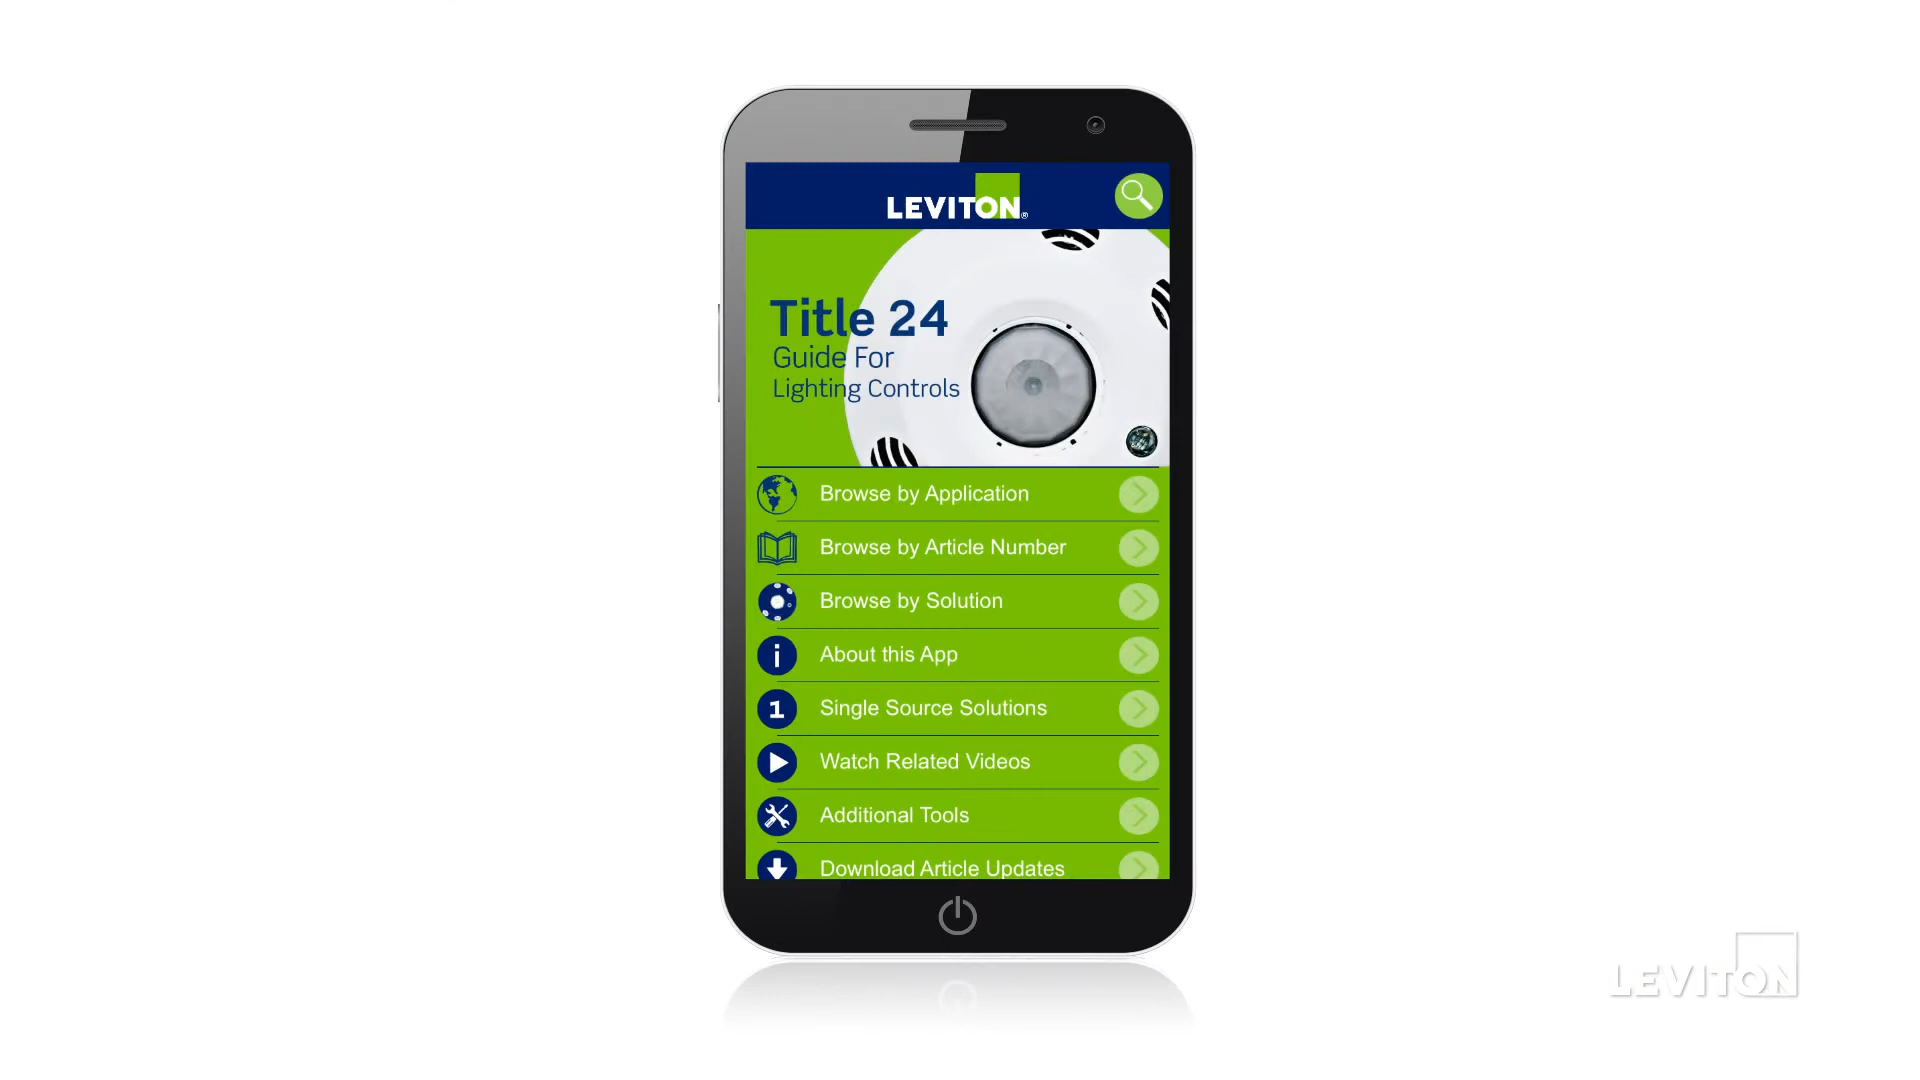 LEVITON®
Title 24
Guide For
Lighting Controls
Browse by Application
Browse by Article Number
Browse by Solution
i About this App
1 Single Source Solutions
Watch Related Videos
Additional Tools
Download Article Updates
LEVITON